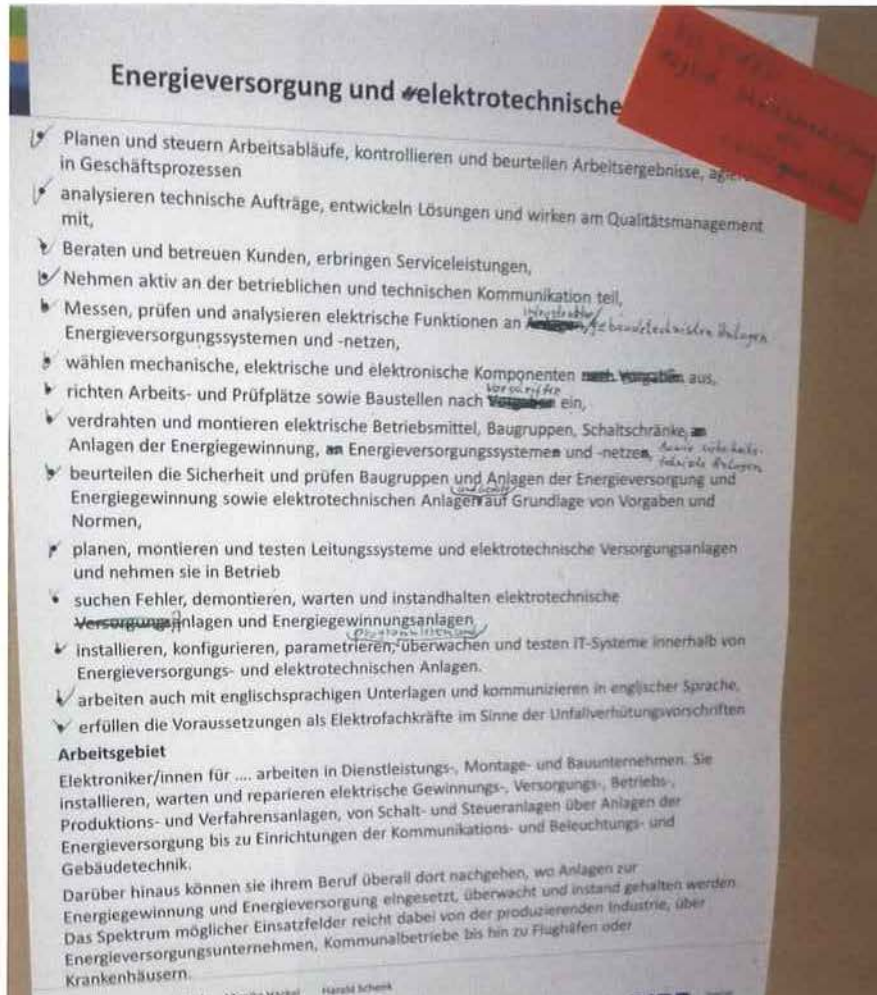 Energieversorgung und elektrotechnische
Planen und steuern Arbeitsabläufe, kontrollieren und beurteilen Arbeitsergebnisse,
in Geschäftsprozessen
analysieren technische Aufträge, entwickeln Lösungen und wirken am Qualitätsmanagement
mit,
Beraten und betreuen Kunden, erbringen Serviceleistungen,
Nehmen aktiv an der betrieblichen und technischen Kommunikation teil,
Messen, prüfen und analysieren elektrische Funktionen an Anlagen, gebäudetechnischen Anlagen
Energieversorgungssystemen und -netzen,
wählen mechanische, elektrische und elektronische Komponenten nach Vorgaben aus,
Vorschriften
richten Arbeits- und Prüfplätze sowie Baustellen nach Vorgaben ein,
verdrahten und montieren elektrische Betriebsmittel, Baugruppen, Schaltschränke, an
Anlagen der Energiegewinnung, an Energieversorgungssystemen und -netzen,
beurteilen die Sicherheit und prüfen Baugruppen und Anlagen der Energieversorgung und
Energiegewinnung sowie elektrotechnischen Anlagen auf Grundlage von Vorgaben und
Normen,
planen, montieren und testen Leitungssysteme und elektrotechnische Versorgungsanlagen
und nehmen sie in Betrieb
suchen Fehler, demontieren, warten und instandhalten elektrotechnische
Versorgungsanlagen und Energiegewinnungsanlagen
programmieren und
installieren, konfigurieren, parametrieren, überwachen und testen IT-Systeme innerhalb von
Energieversorgungs- und elektrotechnischen Anlagen.
arbeiten auch mit englischsprachigen Unterlagen und kommunizieren in englischer Sprache,
erfüllen die Voraussetzungen als Elektrofachkräfte im Sinne der Unfallverhütungsvorschriften
Arbeitsgebiet
Elektroniker/innen für .... arbeiten in Dienstleistungs-, Montage- und Bauunternehmen. Sie
installieren, warten und reparieren elektrische Gewinnungs-, Versorgungs-, Betriebs-,
Produktions- und Verfahrensanlagen, von Schalt- und Steueranlagen über Anlagen der
Energieversorgung bis zu Einrichtungen der Kommunikations- und Beleuchtungs- und
Gebäudetechnik.
Darüber hinaus können sie ihrem Beruf überall dort nachgehen, wo Anlagen zur
Energiegewinnung und Energieversorgung eingesetzt, überwacht und instand gehalten werden
Das Spektrum möglicher Einsatzfelder reicht dabei von der produzierenden Industrie, über
Energieversorgungsunternehmen, Kommunalbetriebe bis hin zu Flughäfen oder
Krankenhäusern.
Harald Schenk